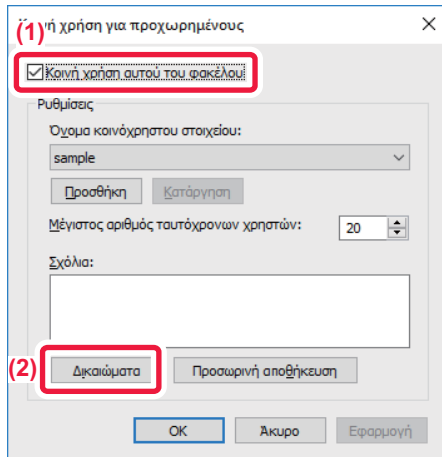 (1)
ή χρήση για προχωρημένους
Κοινή χρήση αυτού του φακέλου
Ρυθμίσεις
Όνομα κοινόχρηστου στοιχείου:
sample
Προσθήκη Κατάργηση
Μέγιστος αριθμός ταυτόχρονων χρηστών: 20
Σχόλια:
(2) Δικαιώματα Προσωρινή αποθήκευση
OK Άκυρο Εφαρμογή